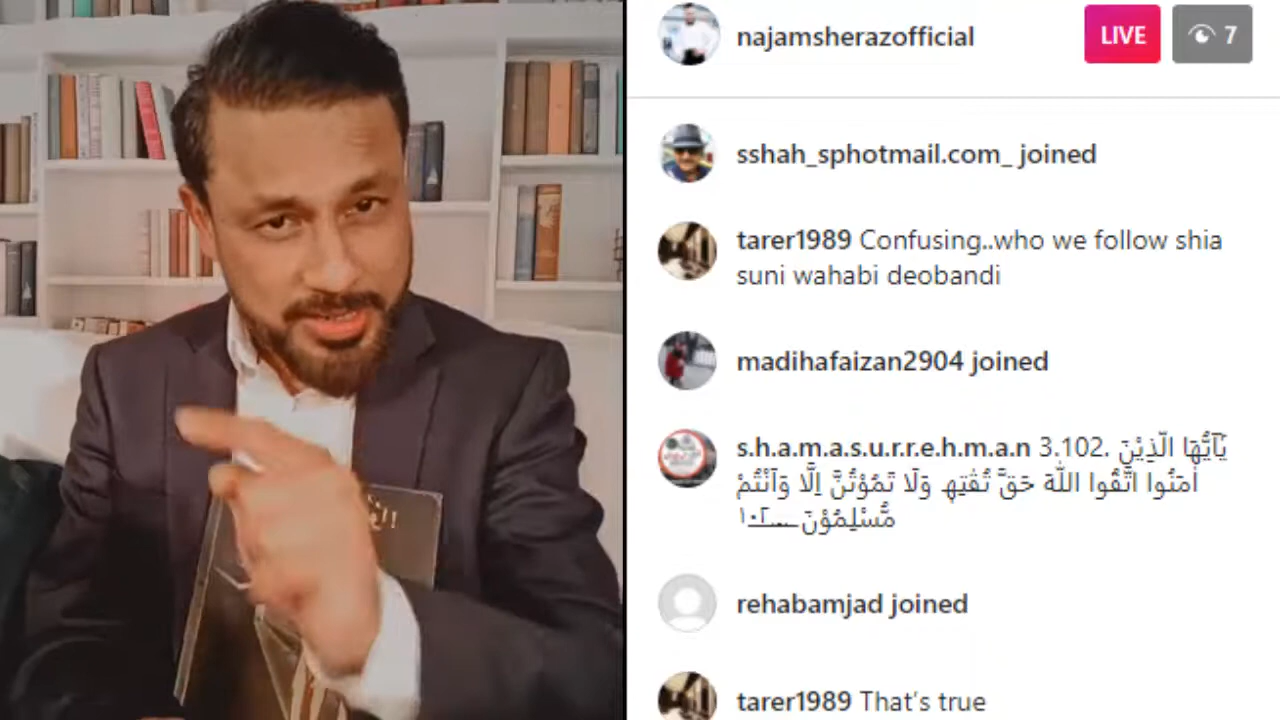 najamsherazofficial
LIVE
7
sshah_sphotmail.com_ joined
tarer1989 Confusing..who we follow shia
suni wahabi deobandi
madihafaizan2904 joined
s.h.a.m.a.s.u.r.r.e.h.m.a.n 3.102. يٰۤاَيُّهَا الَّذِيْنَ
اٰمَنُوا اتَّقُوا اللّٰهَ حَقَّ تُقٰتِهٖ وَلَا تَمُوْتُنَّ اِلَّا وَاَنْتُمْ
مُّسْلِمُوْنَ ١٠٢
rehabamjad joined
tarer1989 That's true